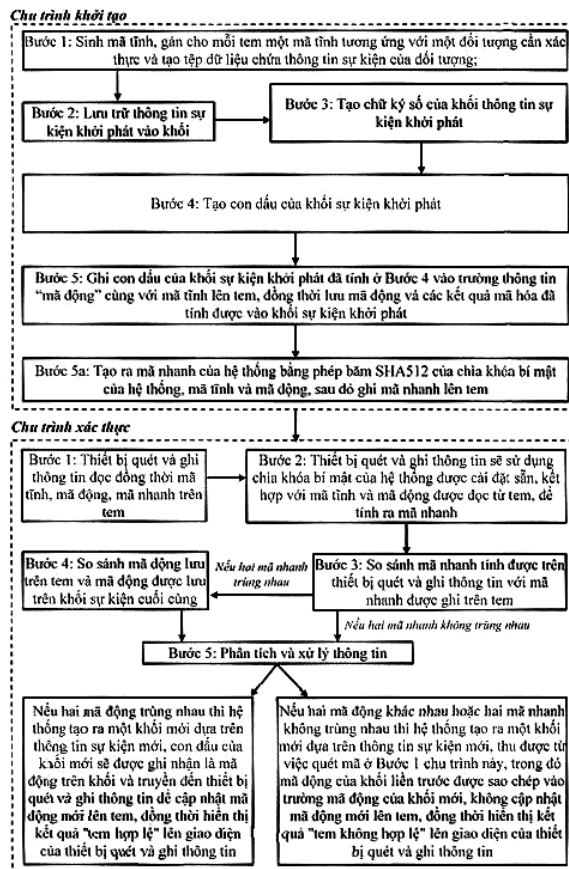 Chu trình khởi tạo
Bước 1: Sinh mã tĩnh, gán cho mỗi tem một mã tĩnh tương ứng với một đối tượng cần xác
thực và tạo tệp dữ liệu chứa thông tin sự kiện của đối tượng;
Bước 2: Lưu trữ thông tin sự
kiện khởi phát vào khối
Bước 3: Tạo chữ ký số của khối thông tin sự
kiện khởi phát
Bước 4: Tạo con dấu của khối sự kiện khởi phát
Bước 5: Ghi con dấu của khối sự kiện khởi phát đã tính ở Bước 4 vào trường thông tin
“mã động” cùng với mã tĩnh lên tem, đồng thời lưu mã động và các kết quả mã hóa đã
tính được vào khối sự kiện khởi phát
Bước 5a: Tạo ra mã nhanh của hệ thống bằng phép băm SHA512 của chìa khóa bí mật
của hệ thống, mã tĩnh và mã động, sau đó ghi mã nhanh lên tem
Chu trình xác thực
Bước 1: Thiết bị quét và ghi
thông tin đọc đồng thời mã
tĩnh, mã động, mã nhanh trên
tem
Bước 2: Thiết bị quét và ghi thông tin sẽ sử dụng
chìa khóa bí mật của hệ thống được cài đặt sẵn, kết
hợp với mã tĩnh và mã động được đọc từ tem, để
tính ra mã nhanh
Bước 4: So sánh mã động lưu
trên tem và mã động được lưu
trên khối sự kiện cuối cùng
Nếu hai mã nhanh
trùng nhau
Bước 3: So sánh mã nhanh tính được trên
thiết bị quét và ghi thông tin với mã
nhanh được ghi trên tem
Nếu hai mã nhanh không trùng nhau
Bước 5: Phân tích và xử lý thông tin
Nếu hai mã động trùng nhau thì hệ
thống tạo ra một khối mới dựa trên
thông tin sự kiện mới, con dấu của
khối mới sẽ được ghi nhận là mã
động trên khối và truyền đến thiết bị
quét và ghi thông tin để cập nhật mã
động mới lên tem, đồng thời hiển thị
kết quả "tem hợp lệ" lên giao diện của
thiết bị quét và ghi thông tin
Nếu hai mã động khác nhau hoặc hai mã nhanh
không trùng nhau thì hệ thống tạo ra một khối
mới dựa trên thông tin sự kiện mới, thu được từ
việc quét mã ở Bước 1 chu trình này, trong đó
mã động của khối liền trước được sao chép vào
trường mã động của khối mới, không cập nhật
mã động mới lên tem, đồng thời hiển thị kết
quả "tem không hợp lệ" lên giao diện của thiết
bị quét và ghi thông tin